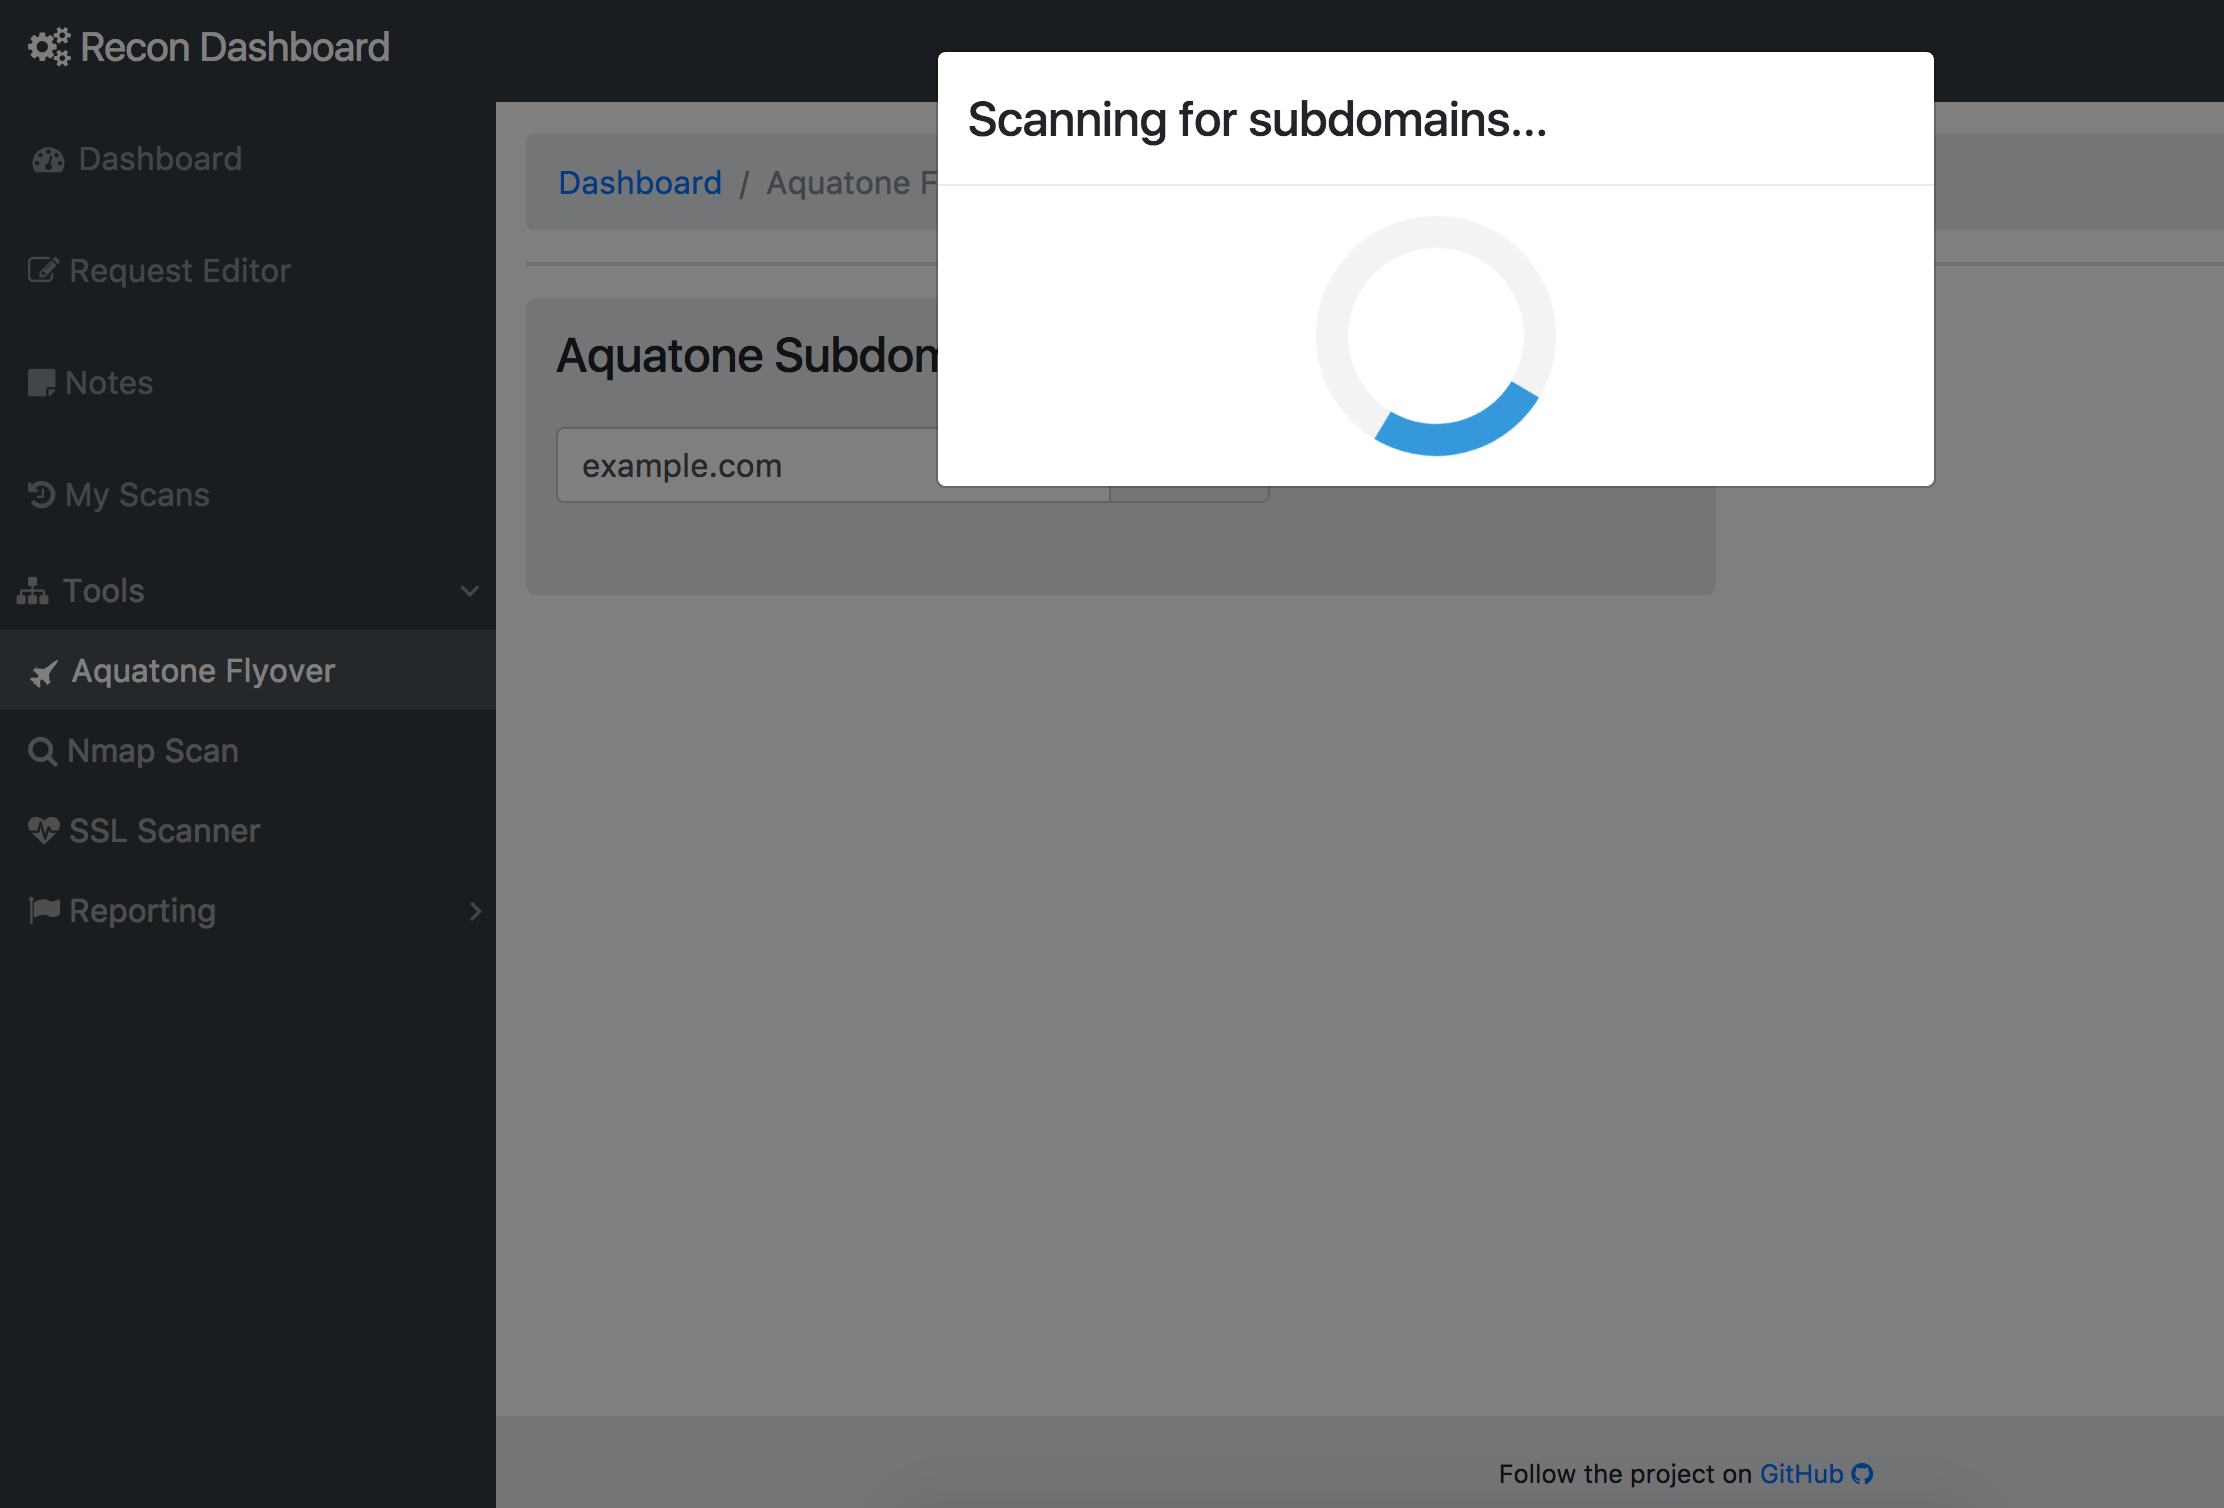 Recon Dashboard
Scanning for subdomains...
Dashboard
Request Editor
Notes
My Scans
Tools
Aquatone Flyover
Nmap Scan
SSL Scanner
Reporting
Dashboard / Aquatone F
Aquatone Subdom
example.com
Follow the project on GitHub